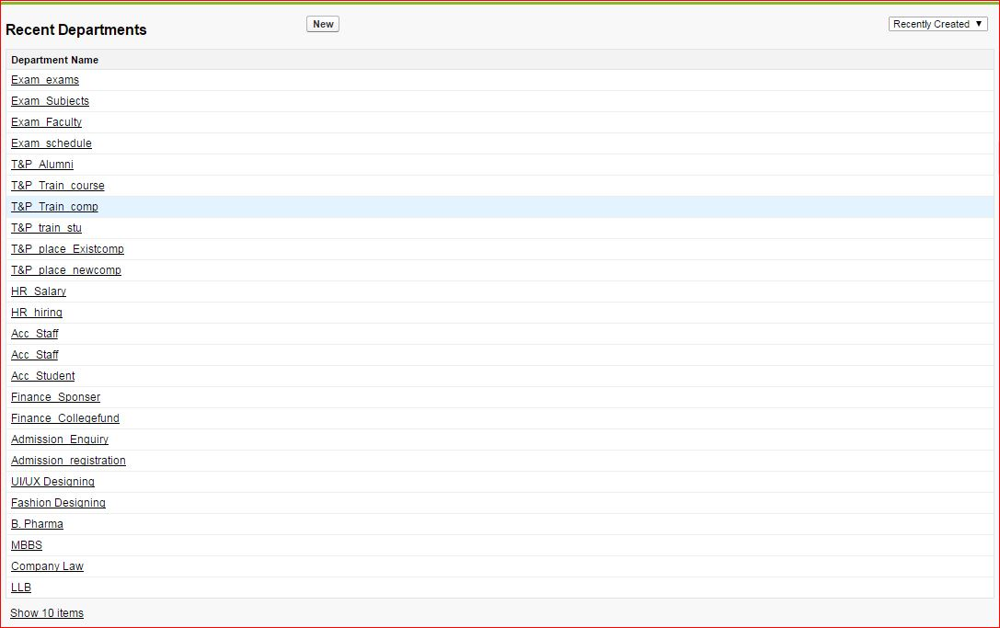 Recent Departments
New
Recently Created ▼
Department Name
Exam_exams
Exam_Subjects
Exam_Faculty
Exam_schedule
T&P_Alumni
T&P_Train_course
T&P_Train_comp
T&P_train_stu
T&P_place_Existcomp
T&P_place_newcomp
HR_Salary
HR_hiring
Acc_Staff
Acc_Staff
Acc_Student
Finance_Sponser
Finance_Collegefund
Admission_Enquiry
Admission_registration
UI/UX Designing
Fashion Designing
B. Pharma
MBBS
Company Law
LLB
Show 10 items